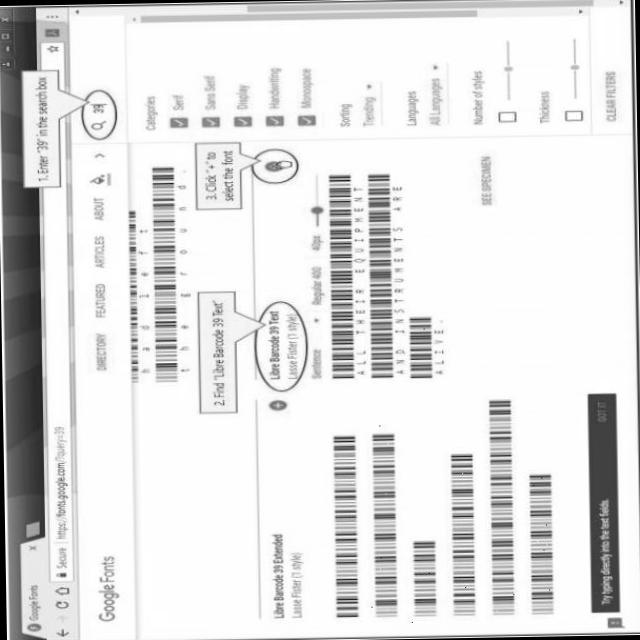 Google Fonts
Secure
https://fonts.google.com/?query=39
1. Enter "39" in the search box
Google Fonts
DIRECTORY
FEATURED
ARTICLES
ABOUT
39
had left
the ground.
Categories
Serif
Sans Serif
Display
Handwriting
Monospace
Sorting
Trending
Languages
All Languages
Number of styles
Thickness
CLEAR FILTERS
2. Find "Libre Barcode 39 Text"
3. Click "+" to
select the font
Libre Barcode 39 Extended
Lasse Fister (1 style)
Libre Barcode 39 Text
Lasse Fister (1 style)
Sentence
Regular 400
40px
ALL THEIR EQUIPMENT
AND INSTRUMENTS ARE
ALIVE.
SEE SPECIMEN
Try typing directly into the text fields.
GOT IT